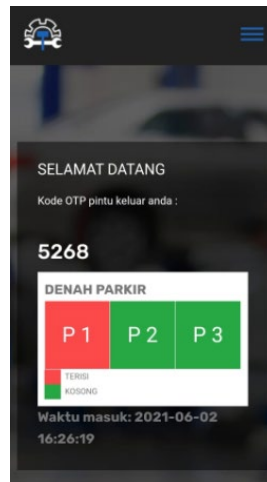 SELAMAT DATANG
Kode OTP pintu keluar anda :
5268
DENAH PARKIR
P 1
P 2
P 3
TERISI
KOSONG
Waktu masuk: 2021-06-02
16:26:19